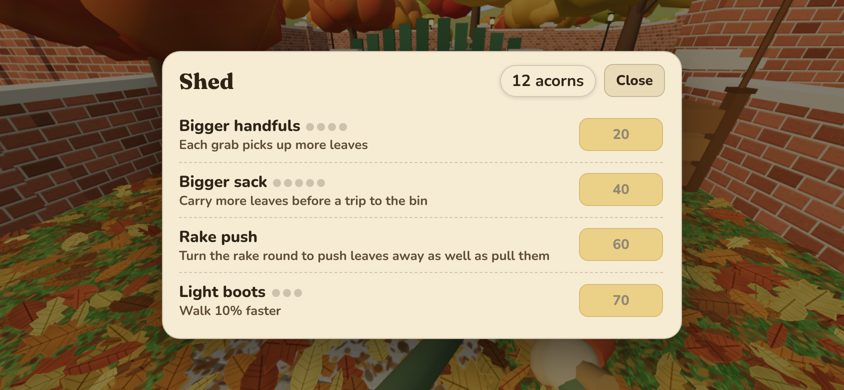 Shed
12 acorns
Close
Bigger handfuls
Each grab picks up more leaves
20
Bigger sack
Carry more leaves before a trip to the bin
40
Rake push
Turn the rake round to push leaves away as well as pull them
60
Light boots
Walk 10% faster
70